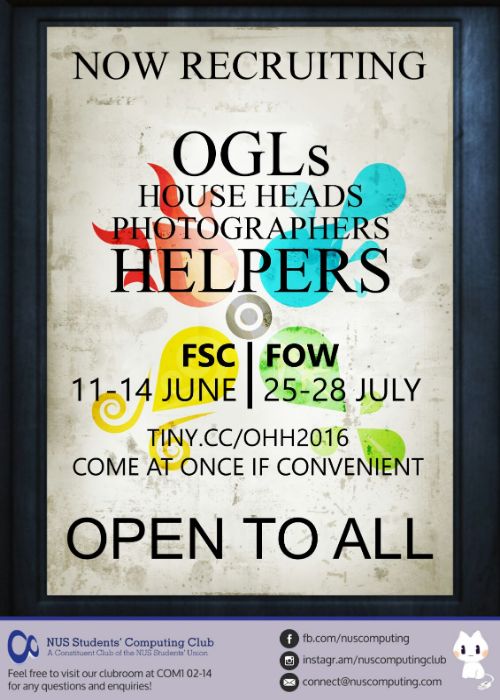 NOW RECRUITING
OGLs
HOUSE HEADS
PHOTOGRAPHERS
HELPERS
FSC | FOW
11-14 JUNE | 25-28 JULY
TINY.CC/OHH2016
COME AT ONCE IF CONVENIENT
OPEN TO ALL
NUS Students' Computing Club
A Constituent Club of the NUS Students' Union
Feel free to visit our clubroom at COM1 02-14
for any questions and enquiries!
fb.com/nuscomputing
instagr.am/nuscomputingclub
connect@nuscomputing.com